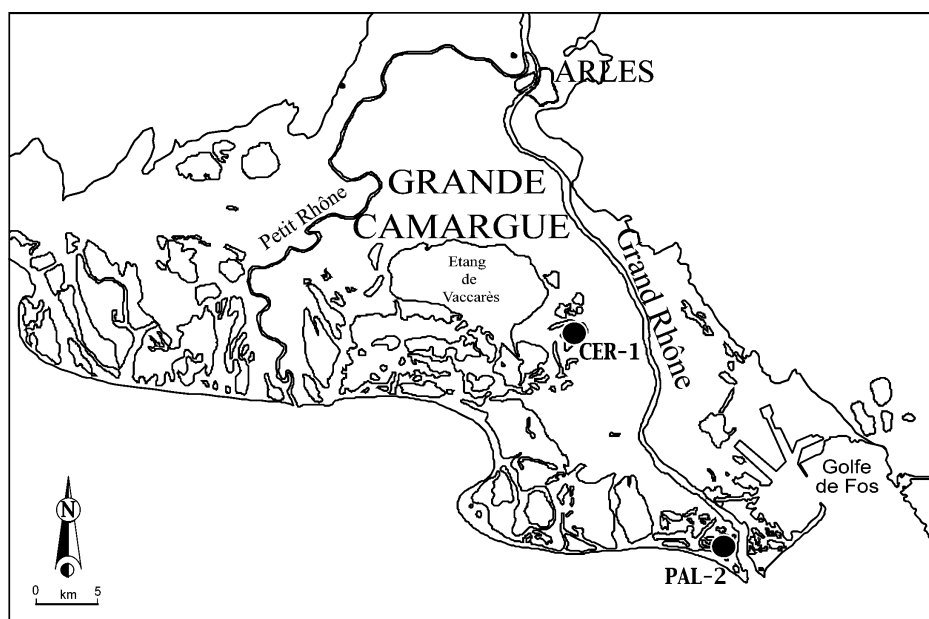 ARLES
GRANDE
CAMARGUE
Petit Rhône
Etang
de
Vaccarès
Grand Rhône
CER-1
Golfe
de Fos
PAL-2
N
0 km 5